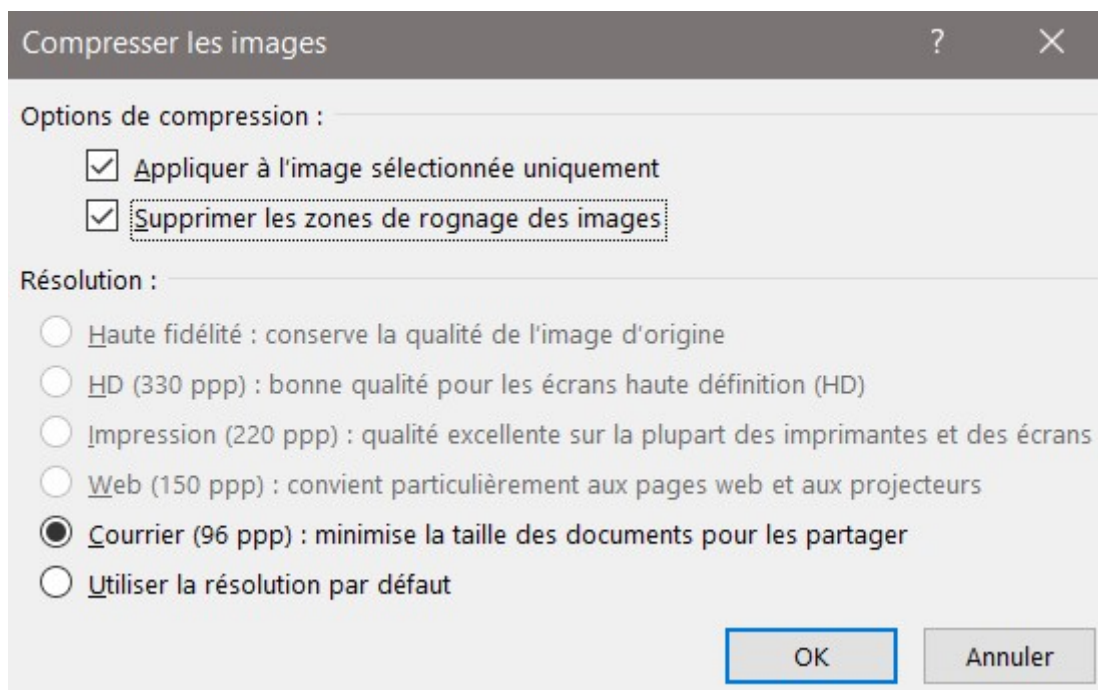 Compresser les images
Options de compression :
Appliquer à l'image sélectionnée uniquement
Supprimer les zones de rognage des images
Résolution :
Haute fidélité : conserve la qualité de l'image d'origine
HD (330 ppp) : bonne qualité pour les écrans haute définition (HD)
Impression (220 ppp) : qualité excellente sur la plupart des imprimantes et des écrans
Web (150 ppp) : convient particulièrement aux pages web et aux projecteurs
Courrier (96 ppp) : minimise la taille des documents pour les partager
Utiliser la résolution par défaut
OK Annuler